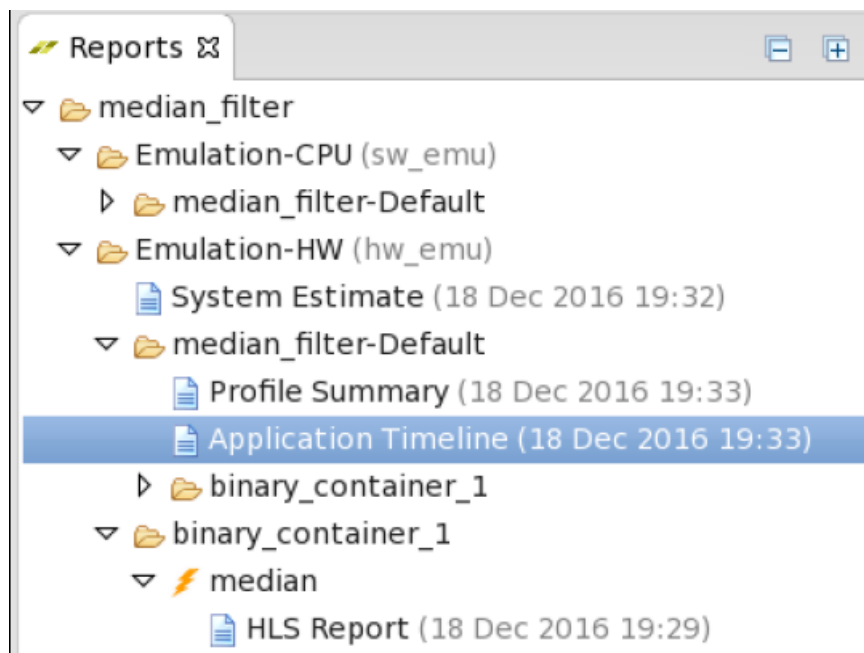 Reports
median_filter
Emulation-CPU (sw_emu)
median_filter-Default
Emulation-HW (hw_emu)
System Estimate (18 Dec 2016 19:32)
median_filter-Default
Profile Summary (18 Dec 2016 19:33)
Application Timeline (18 Dec 2016 19:33)
binary_container_1
binary_container_1
median
HLS Report (18 Dec 2016 19:29)